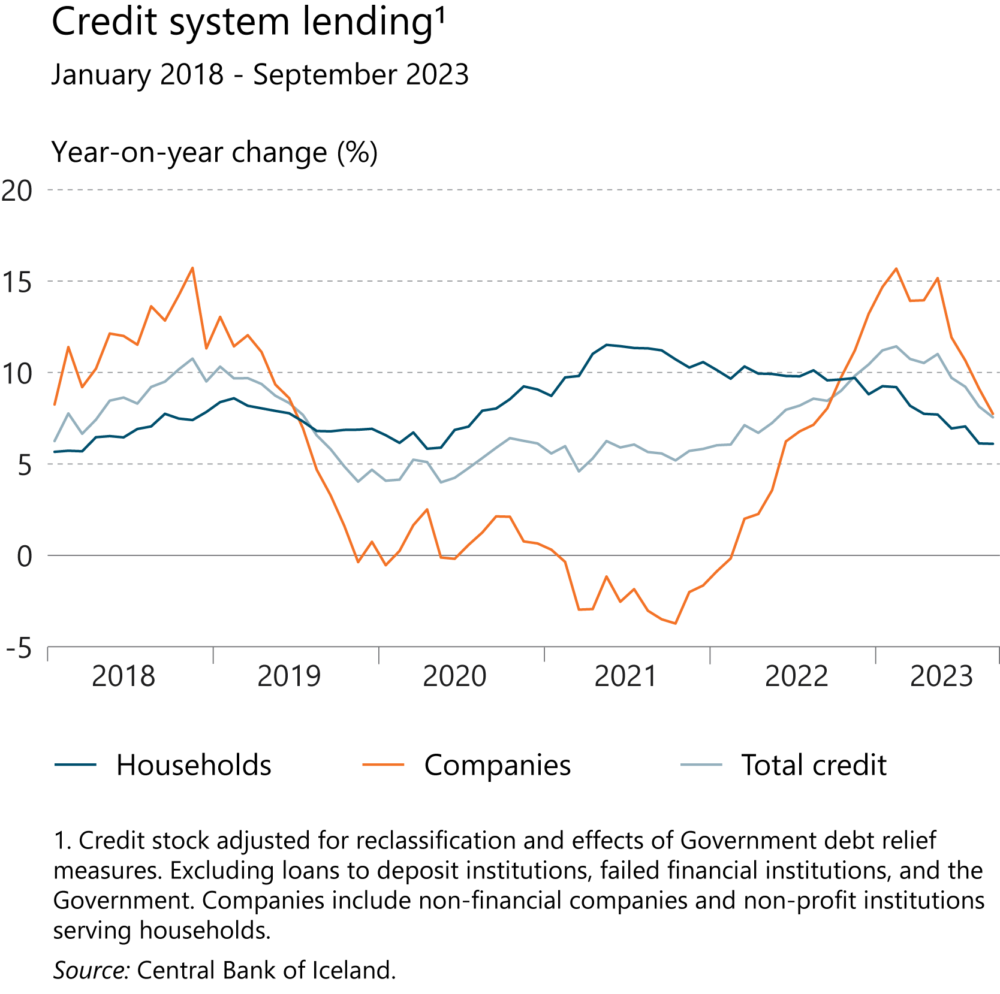 Credit system lending¹
January 2018 - September 2023
Year-on-year change (%)
20
15
10
5
0
-5
2018 2019 2020 2021 2022 2023
Households Companies Total credit
1. Credit stock adjusted for reclassification and effects of Government debt relief
measures. Excluding loans to deposit institutions, failed financial institutions, and the
Government. Companies include non-financial companies and non-profit institutions
serving households.
Source: Central Bank of Iceland.